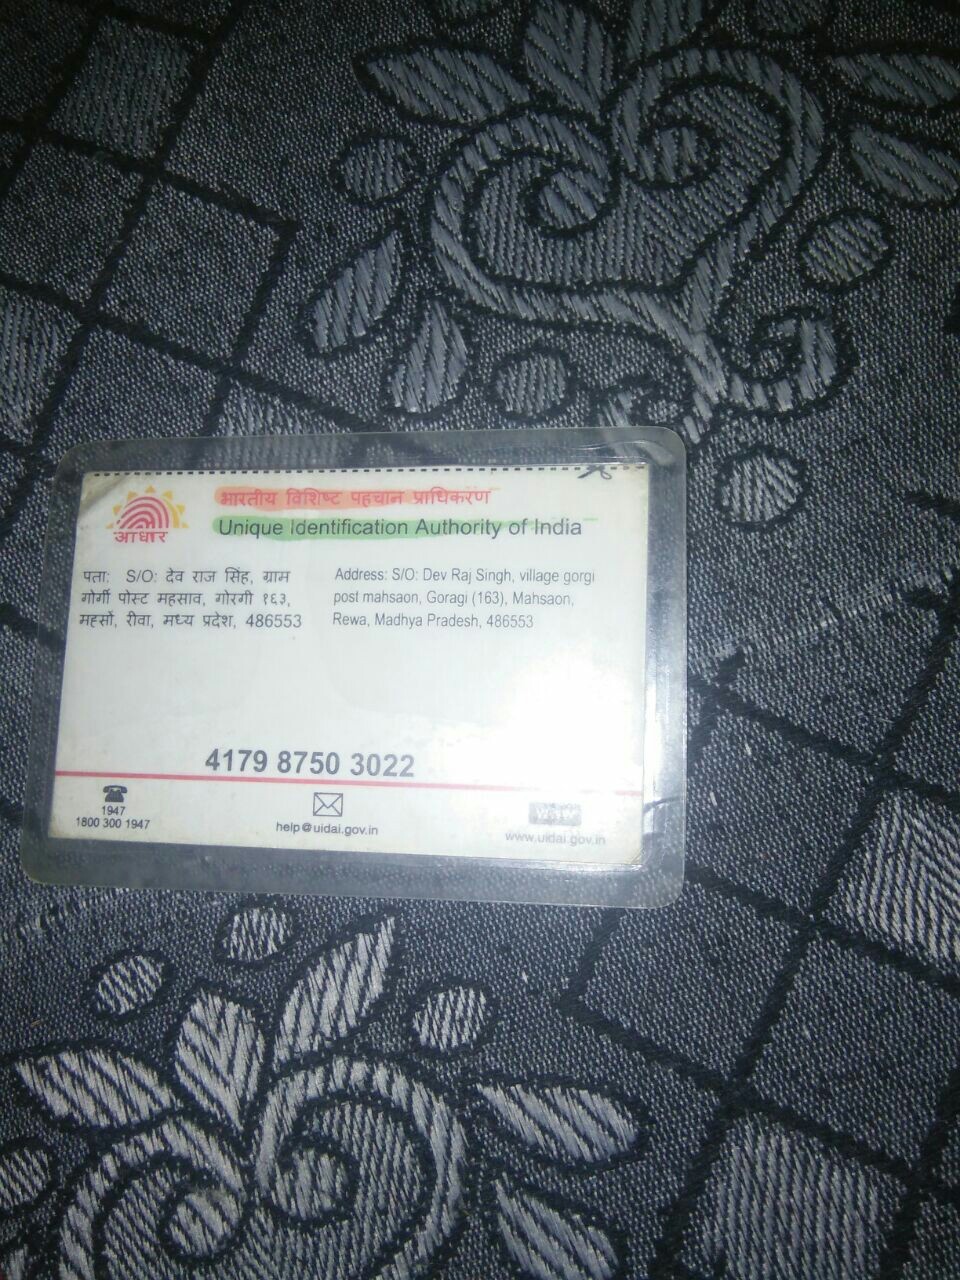 भारतीय विशिष्ट पहचान प्राधिकरण
Unique Identification Authority of India
आधार
पता: S/O: देव राज सिंह, ग्राम
गोर्गी पोस्ट महसाव, गोरगी १६३,
महसों, रीवा, मध्य प्रदेश, 486553
Address: S/O: Dev Raj Singh, village gorgi
post mahsaon, Goragi (163), Mahsaon,
Rewa, Madhya Pradesh, 486553
4179 8750 3022
1947
1800 300 1947
help@uidai.gov.in
www
www.uidai.gov.in